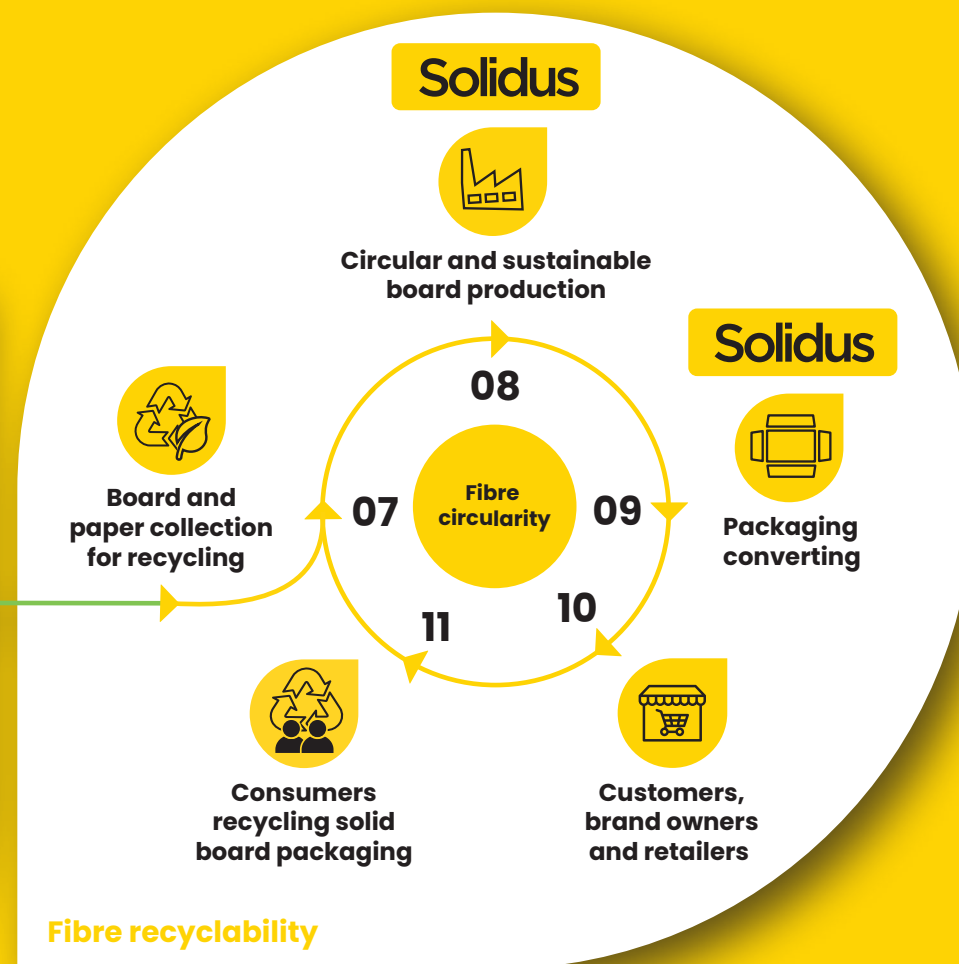 Solidus
Circular and sustainable
board production
Solidus
08
Board and
paper collection
for recycling
07
Fibre
circularity
09
Packaging
converting
11
10
Consumers
recycling solid
board packaging
Customers,
brand owners
and retailers
Fibre recyclability